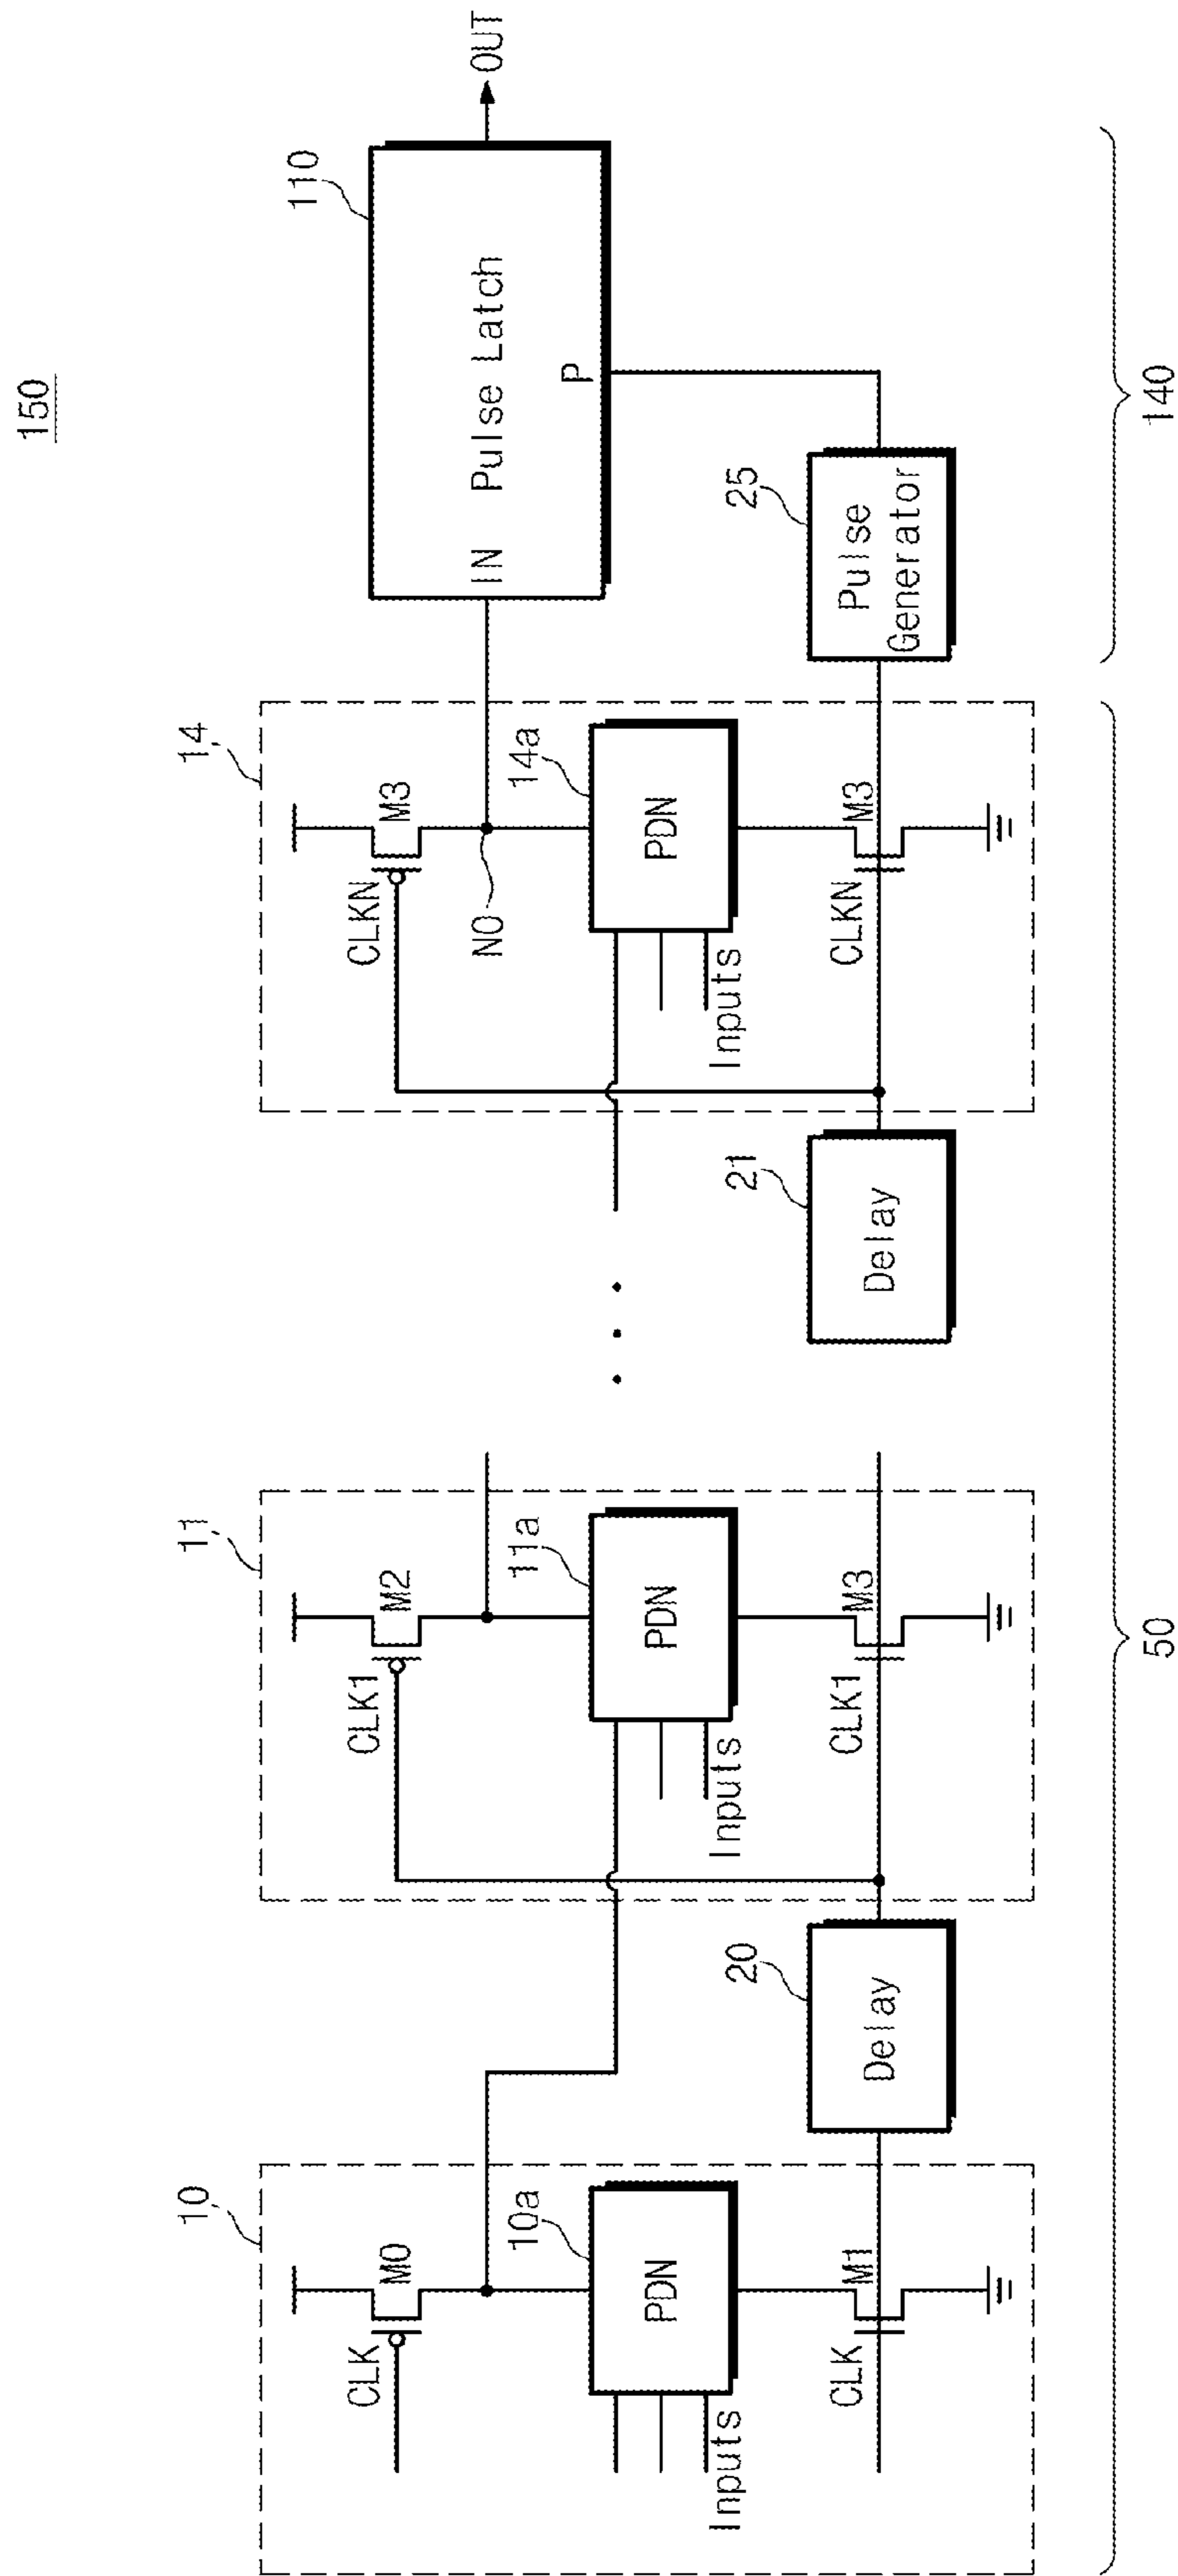 150
10
M0
CLK
10a
PDN
Inputs
M1
CLK
20
Delay
11
M2
CLK1
11a
PDN
Inputs
M3
CLK1
21
Delay
14
M3
CLKN
N0
14a
PDN
Inputs
M3
CLKN
110
IN Pulse Latch
P
OUT
25
Pulse
Generator
50
140